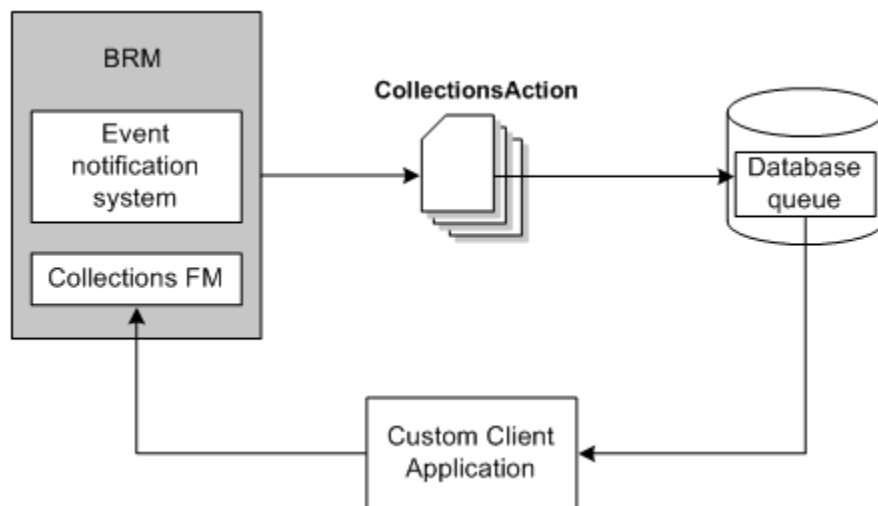 BRM
Event
notification
system
Collections FM
CollectionsAction
Database
queue
Custom Client
Application